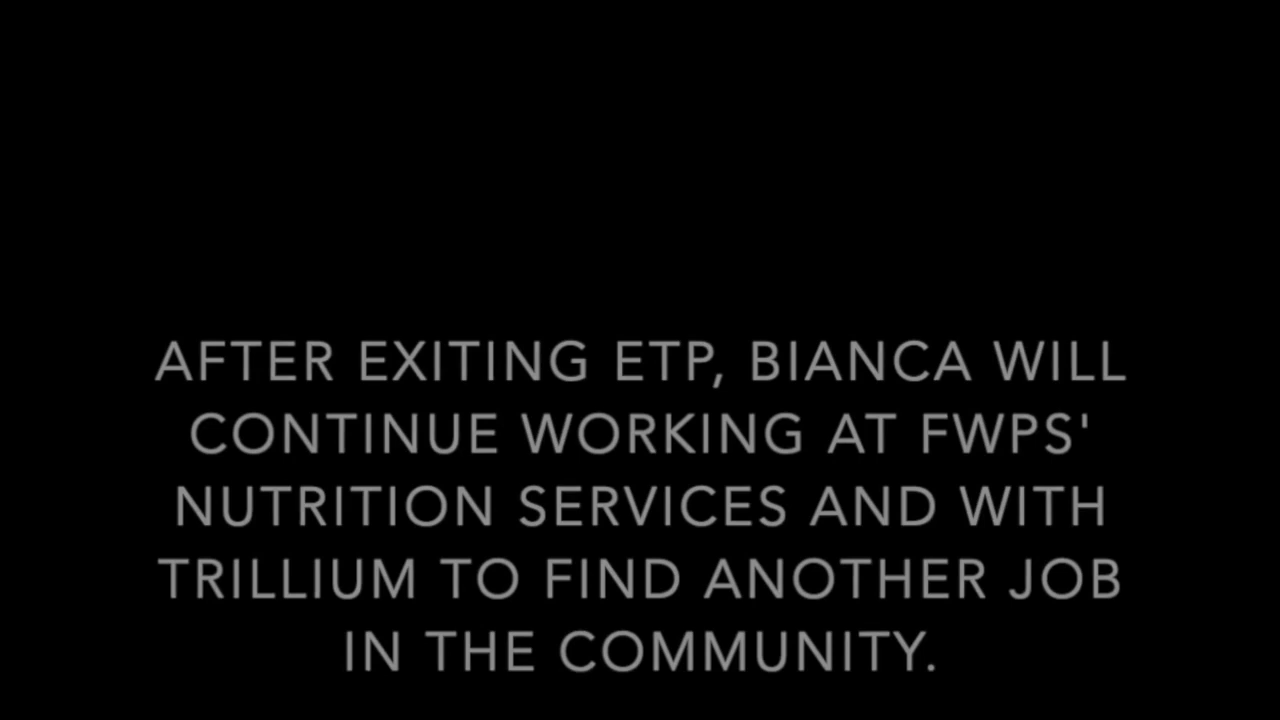 AFTER EXITING ETP, BIANCA WILL
CONTINUE WORKING AT FWPS'
NUTRITION SERVICES AND WITH
TRILLIUM TO FIND ANOTHER JOB
IN THE COMMUNITY.